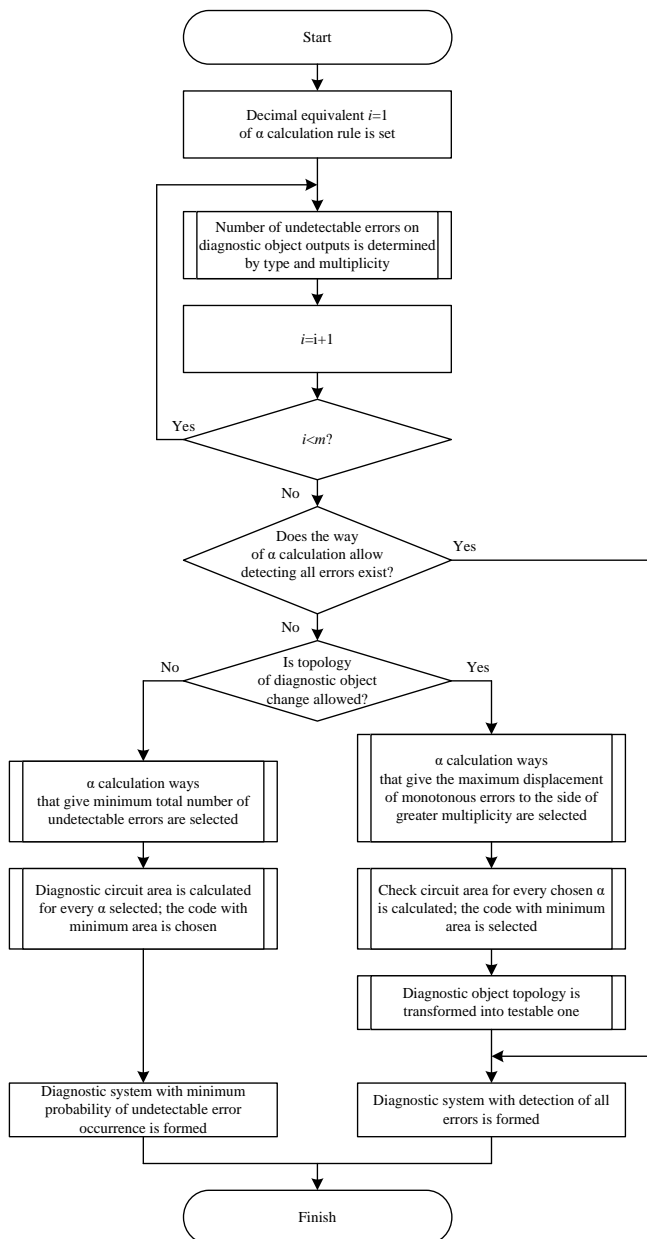 Start
Decimal equivalent i=1
of α calculation rule is set
Number of undetectable errors on
diagnostic object outputs is determined
by type and multiplicity
i=i+1
Yes
i<m?
No
Does the way
of α calculation allow
detecting all errors exist?
Yes
No
No
Is topology
of diagnostic object
change allowed?
Yes
α calculation ways
that give minimum total number of
undetectable errors are selected
α calculation ways
that give the maximum displacement
of monotonous errors to the side of
greater multiplicity are selected
Diagnostic circuit area is calculated
for every α selected; the code with
minimum area is chosen
Check circuit area for every chosen α
is calculated; the code with minimum
area is selected
Diagnostic object topology is
transformed into testable one
Diagnostic system with minimum
probability of undetectable error
occurrence is formed
Diagnostic system with detection of all
errors is formed
Finish